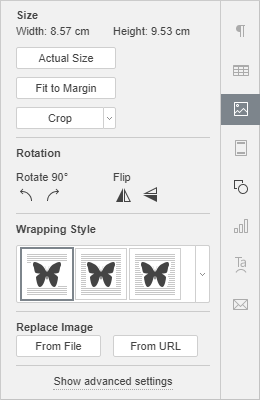 Size
Width: 8.57 cm Height: 9.53 cm
Actual Size
Fit to Margin
Crop
Rotation
Rotate 90° Flip
Wrapping Style
Replace Image
From File From URL
Show advanced settings
Ta